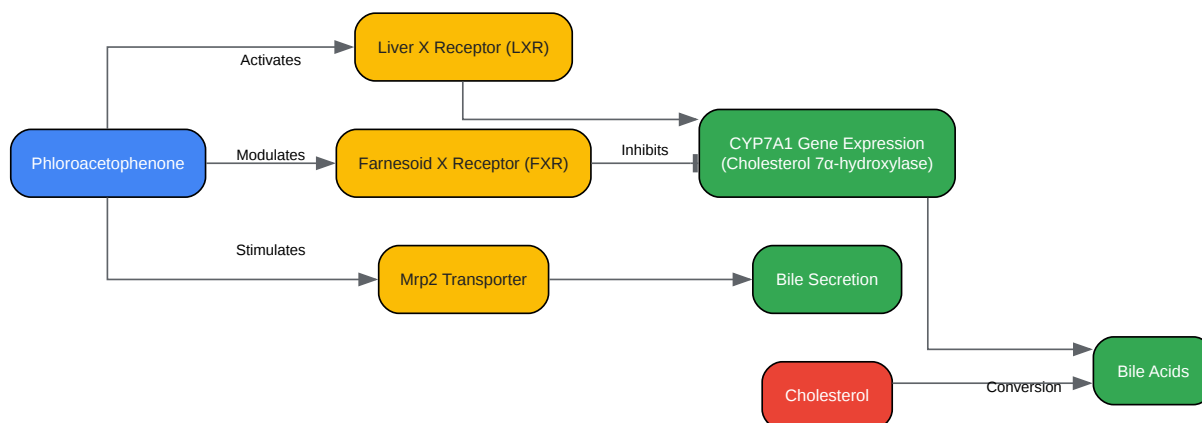 Liver X Receptor (LXR)
Activates
Phloroacetophenone
Modulates
Farnesoid X Receptor (FXR)
Inhibits
CYP7A1 Gene Expression
(Cholesterol 7α-hydroxylase)
Stimulates
Mrp2 Transporter
Bile Secretion
Cholesterol
Conversion
Bile Acids